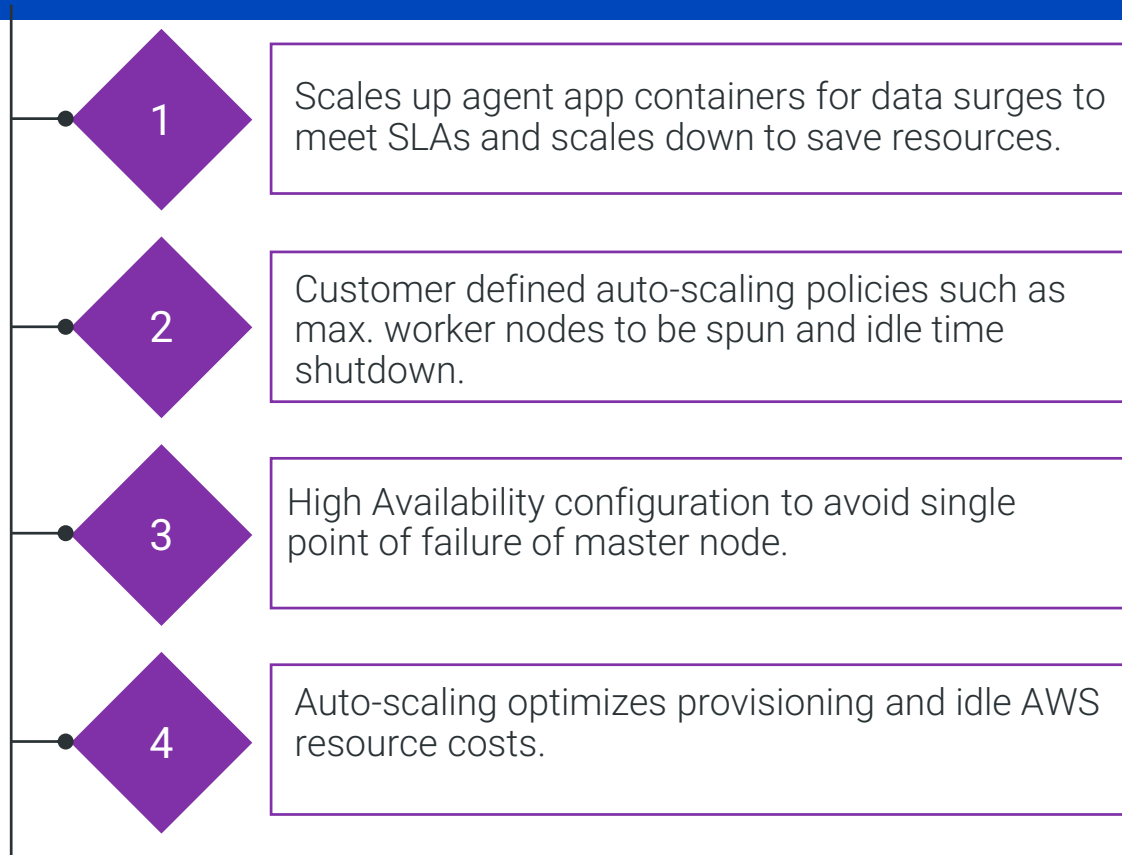 1
Scales up agent app containers for data surges to
meet SLAs and scales down to save resources.
2
Customer defined auto-scaling policies such as
max. worker nodes to be spun and idle time
shutdown.
3
High Availability configuration to avoid single
point of failure of master node.
4
Auto-scaling optimizes provisioning and idle AWS
resource costs.